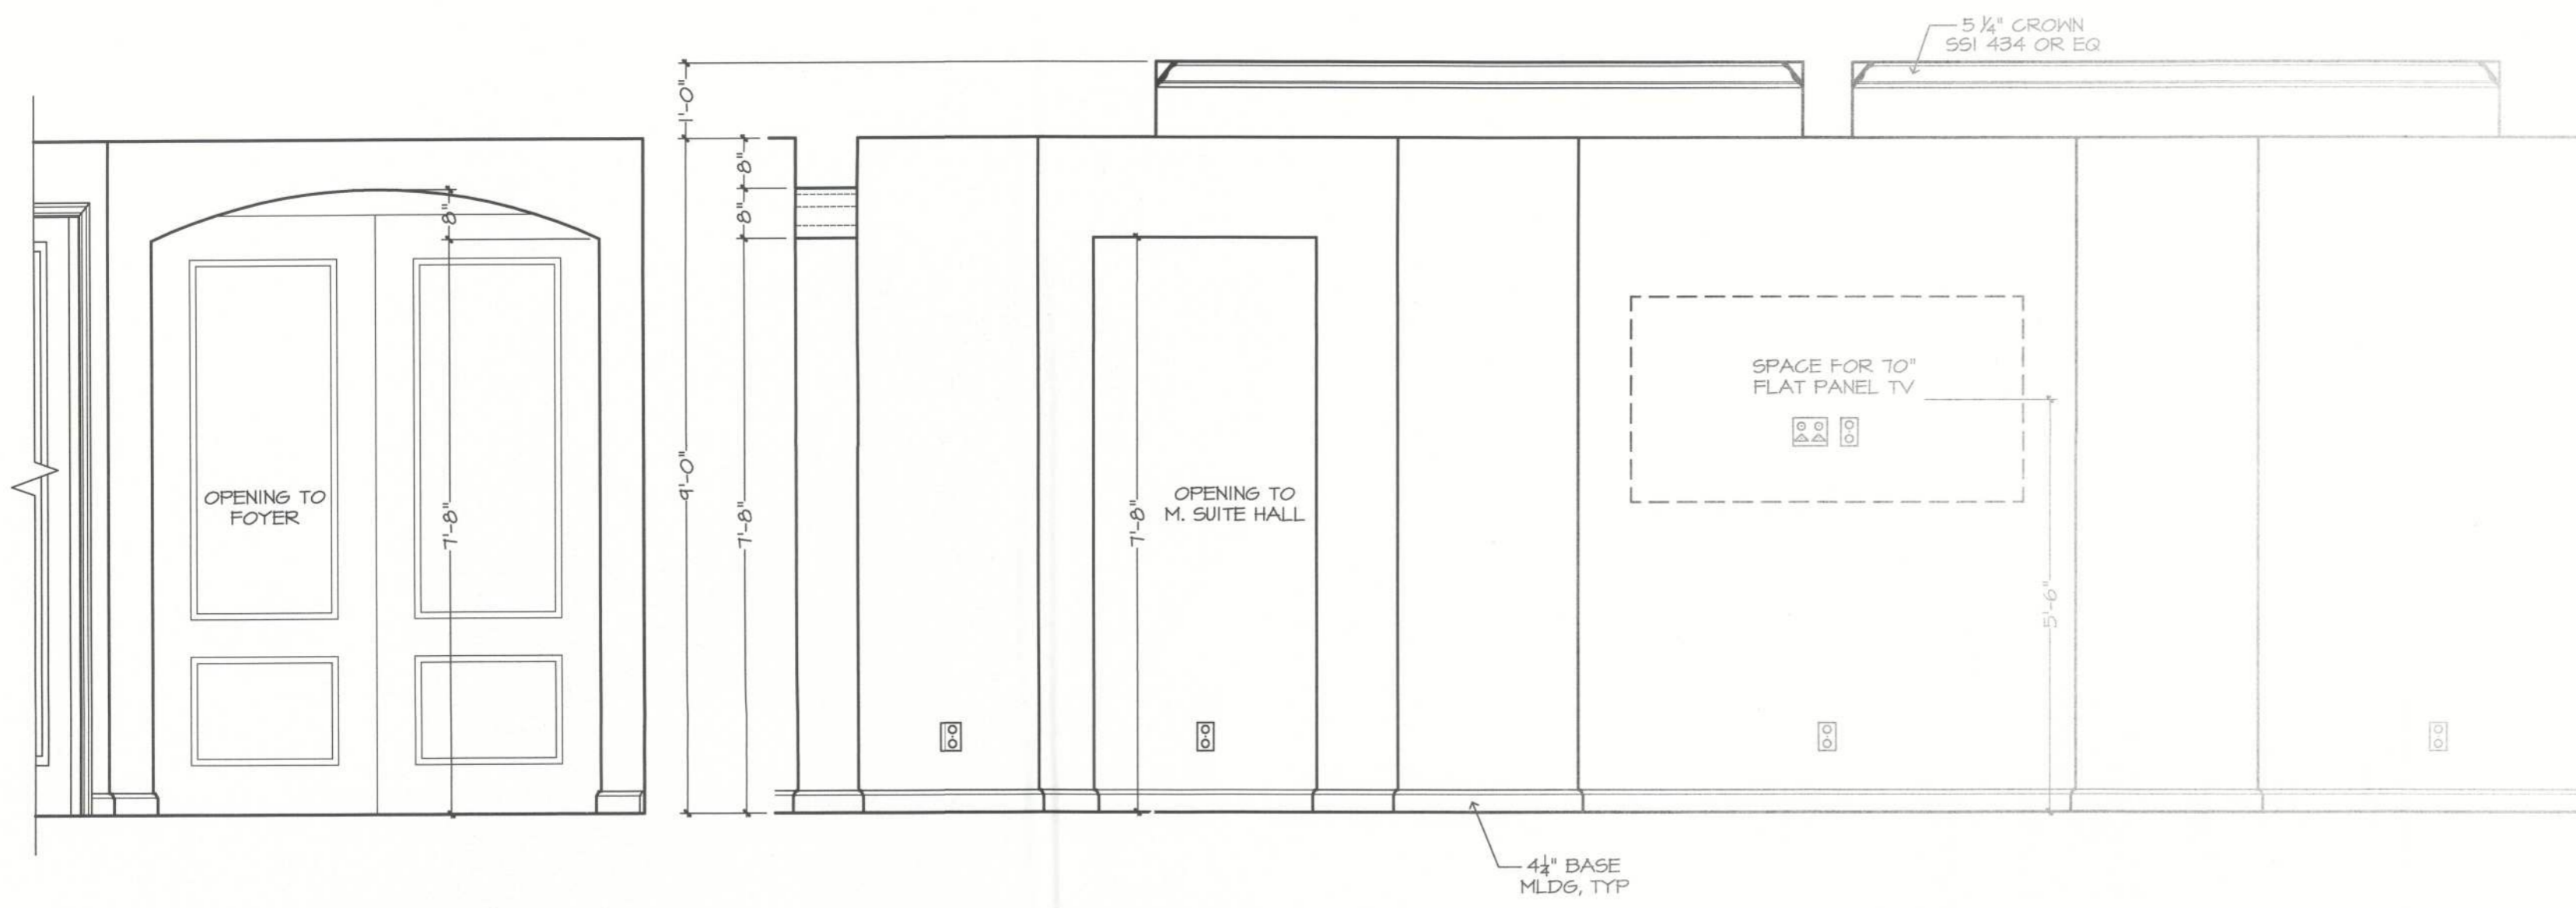 5 1/4" CROWN
SSI 434 OR EQ
1'-0"
8"
8"
8"
SPACE FOR 70"
FLAT PANEL TV
OPENING TO
FOYER
7'-8"
9'-0"
7'-8"
7'-8"
OPENING TO
M. SUITE HALL
5'-6"
4 1/4" BASE
MLDG, TYP